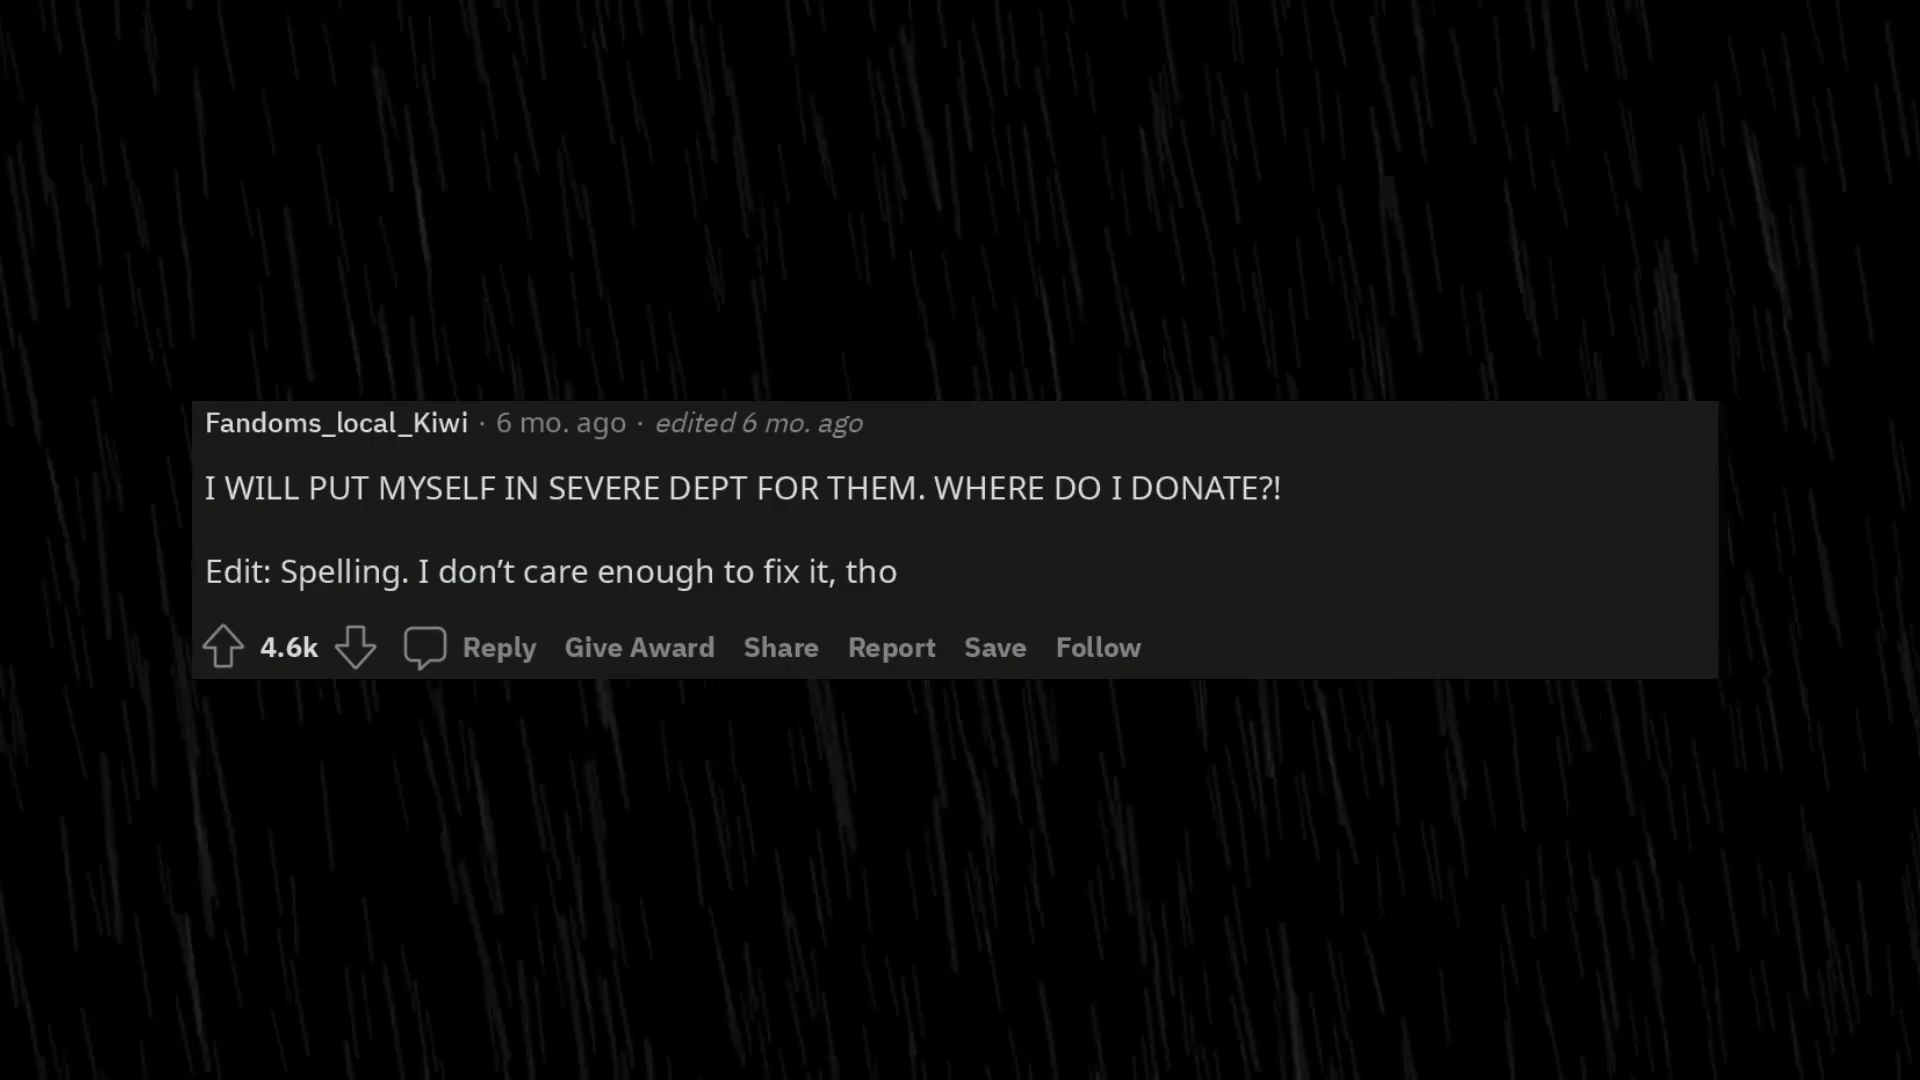 Fandoms_local_Kiwi · 6 mo. ago · edited 6 mo. ago
I WILL PUT MYSELF IN SEVERE DEPT FOR THEM. WHERE DO I DONATE?!
Edit: Spelling. I don’t care enough to fix it, tho
4.6k Reply Give Award Share Report Save Follow